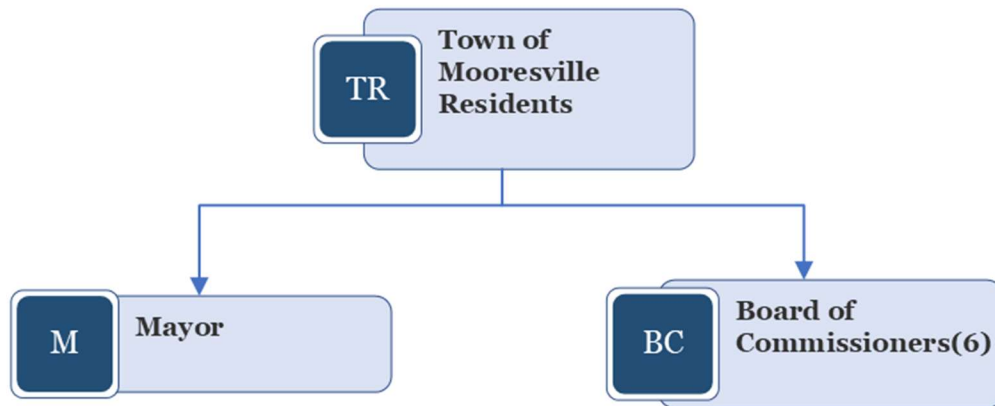 TR
Town of
Mooresville
Residents
M
Mayor
BC
Board of
Commissioners(6)